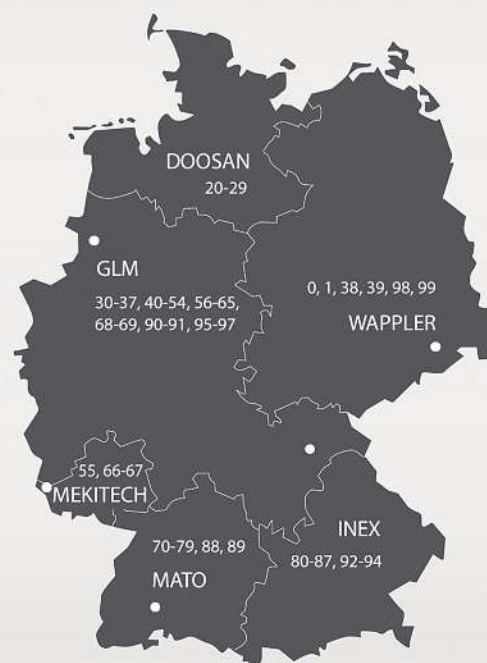 DOOSAN
20-29
GLM
30-37, 40-54, 56-65,
68-69, 90-91, 95-97
0, 1, 38, 39, 98, 99
WAPPLER
55, 66-67
MEKITECH
70-79, 88, 89
MATO
INEX
80-87, 92-94